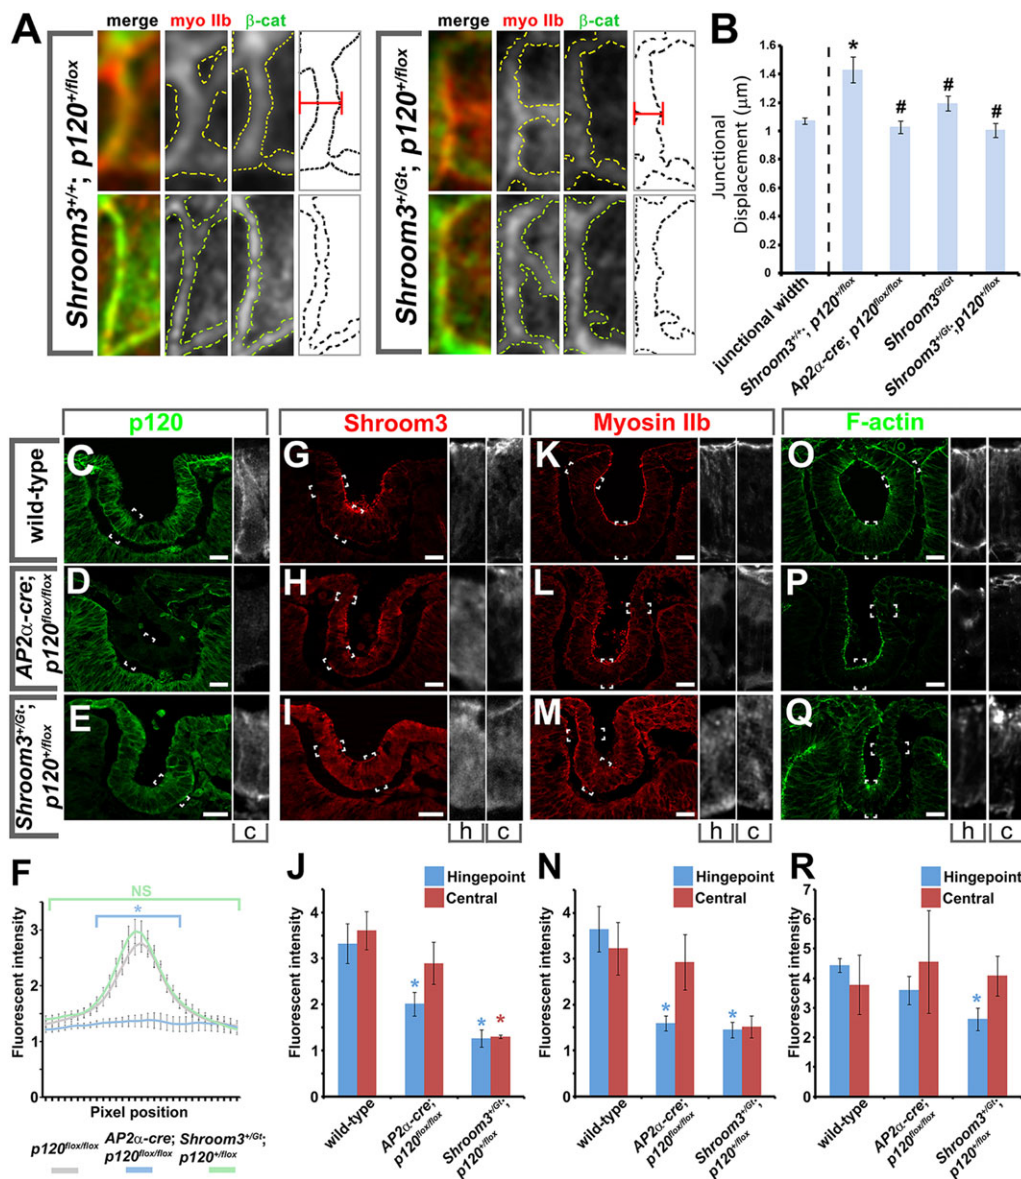 A
merge myo IIb β-cat
Shroom3+/+; p120+/flox
merge myo IIb β-cat
Shroom3+/Gt; p120+/flox
B
Junctional
Displacement (μm)
1.6
1.4
1.2
1
0.8
0.6
0.4
0.2
0
*
#
#
#
junctional width
Shroom3+/+; p120+/flox
Ap2α-cre; p120flox/flox
Shroom3Gt/Gt
Shroom3+/Gt; p120+/flox
p120
Shroom3
Myosin IIb
F-actin
wild-type
C
G
K
O
AP2α-cre;
p120flox/flox
D
H
L
P
Shroom3+/Gt;
p120+/flox
E
I
M
Q
c
h c
h c
h c
F
NS
*
Fluorescent intensity
3
2
1
0
Pixel position
p120flox/flox
AP2α-cre;
p120flox/flox
Shroom3+/Gt;
p120+/flox
J
Hingepoint
Central
Fluorescent intensity
4
3
2
1
0
*
*
*
wild-type
AP2α-cre;
p120flox/flox
Shroom3+/Gt;
p120+/flox
N
Hingepoint
Central
Fluorescent intensity
4
3
2
1
0
*
*
wild-type
AP2α-cre;
p120flox/flox
Shroom3+/Gt;
p120+/flox
R
Hingepoint
Central
Fluorescent intensity
7
6
5
4
3
2
1
0
*
wild-type
AP2α-cre;
p120flox/flox
Shroom3+/Gt;
p120+/flox